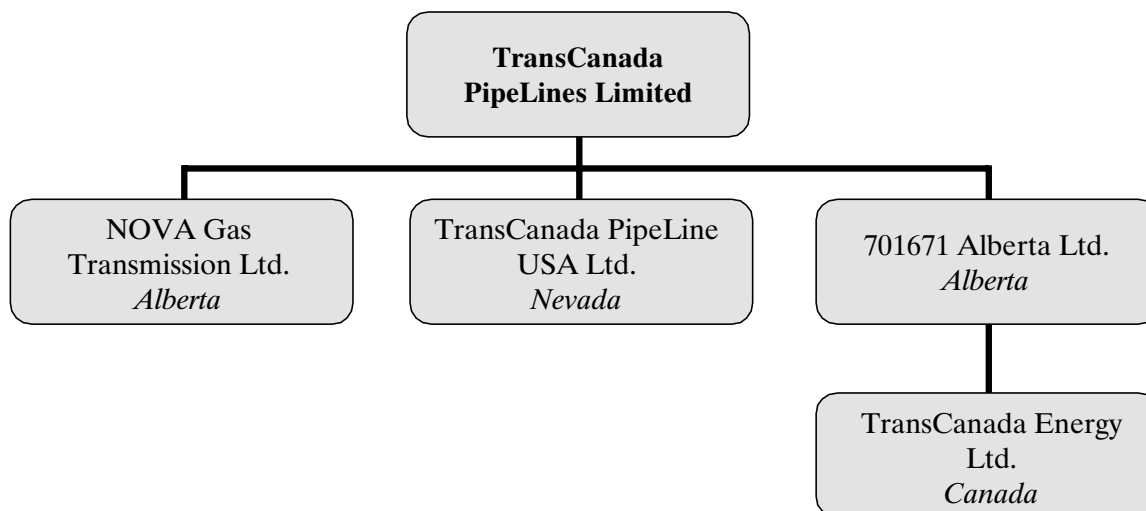 TransCanada
PipeLines Limited
NOVA Gas
Transmission Ltd.
Alberta
TransCanada PipeLine
USA Ltd.
Nevada
701671 Alberta Ltd.
Alberta
TransCanada Energy
Ltd.
Canada